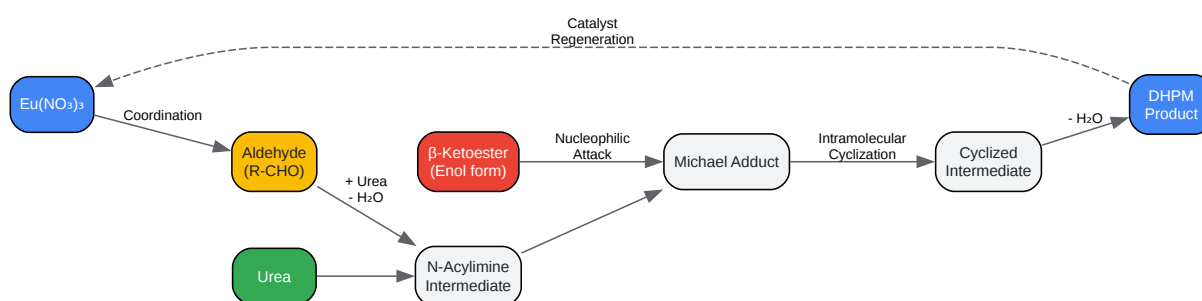 Catalyst
Regeneration
Eu(NO₃)₃
Coordination
Aldehyde
(R-CHO)
+ Urea
- H₂O
Urea
N-Acylimine
Intermediate
β-Ketoester
(Enol form)
Nucleophilic
Attack
Michael Adduct
Intramolecular
Cyclization
Cyclized
Intermediate
- H₂O
DHPM
Product